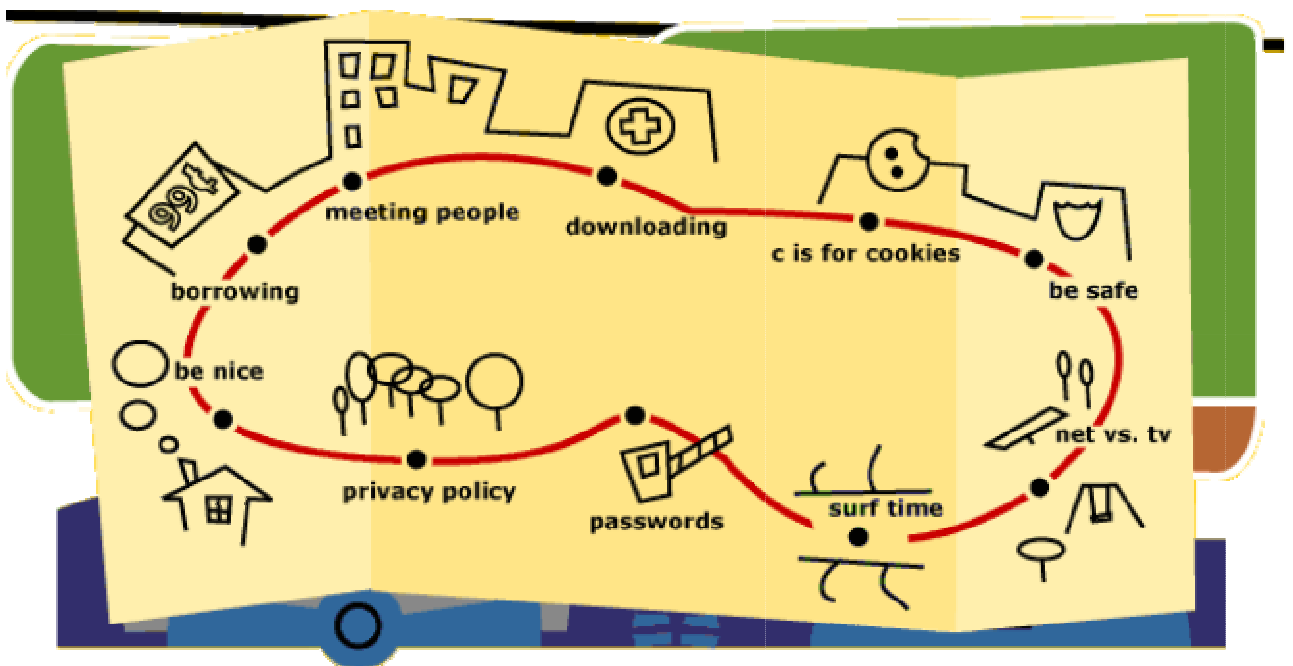 99¢
meeting people
downloading
c is for cookies
borrowing
be safe
be nice
net vs. tv
privacy policy
passwords
surf time